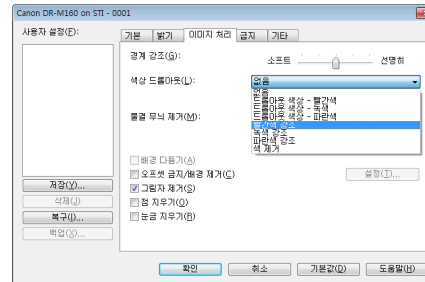 Canon DR-M160 on STI - 0001
사용자 설정(F):
기본 밝기 이미지 처리 급지 기타
경계 강조(G):
소프트 선명히
색상 드롭아웃(L):
없음
없음
드롭아웃 색상 - 빨간색
드롭아웃 색상 - 녹색
드롭아웃 색상 - 파란색
빨간색 강조
녹색 강조
파란색 강조
색 제거
물결 무늬 제거(M):
배경 다듬기(A)
오프셋 금지/배경 제거(C)
설정(T)...
그림자 제거(S)
점 지우기(O)
눈금 지우기(R)
저장(V)...
삭제(J)
복구(I)...
백업(X)...
확인 취소 기본값(D) 도움말(H)